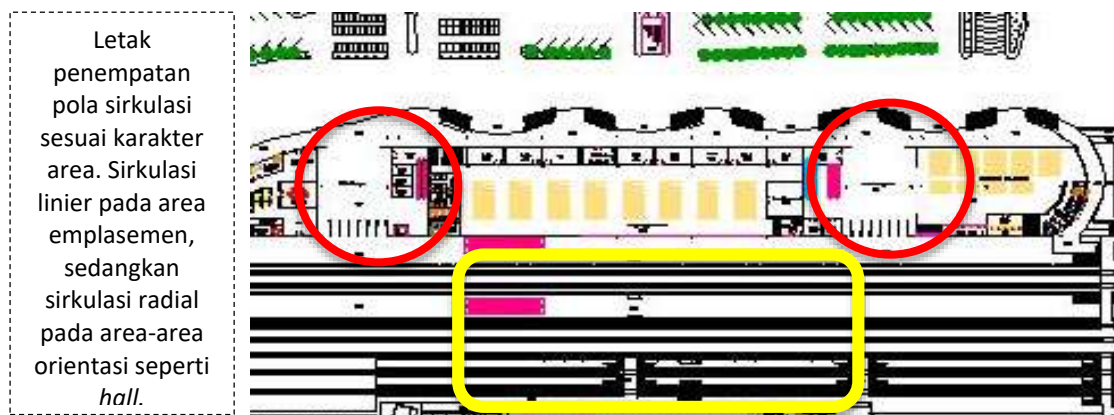 Letak
penempatan
pola sirkulasi
sesuai karakter
area. Sirkulasi
linier pada area
emplasemen,
sedangkan
sirkulasi radial
pada area-area
orientasi seperti
hall.